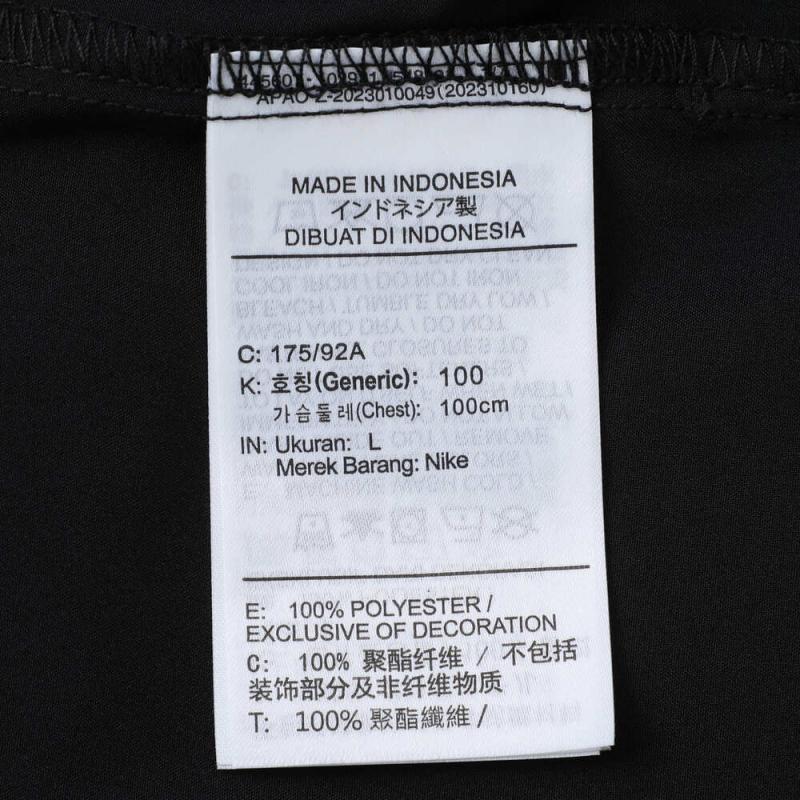 APAO-Z-2023010049(202310160)
MADE IN INDONESIA
インドネシア製
DIBUAT DI INDONESIA
C: 175/92A
K: 호칭(Generic): 100
가슴둘레(Chest): 100cm
IN: Ukuran: L
Merek Barang: Nike
E: 100% POLYESTER /
EXCLUSIVE OF DECORATION
C: 100% 聚酯纤维 / 不包括
装饰部分及非纤维物质
T: 100% 聚酯纖維 /